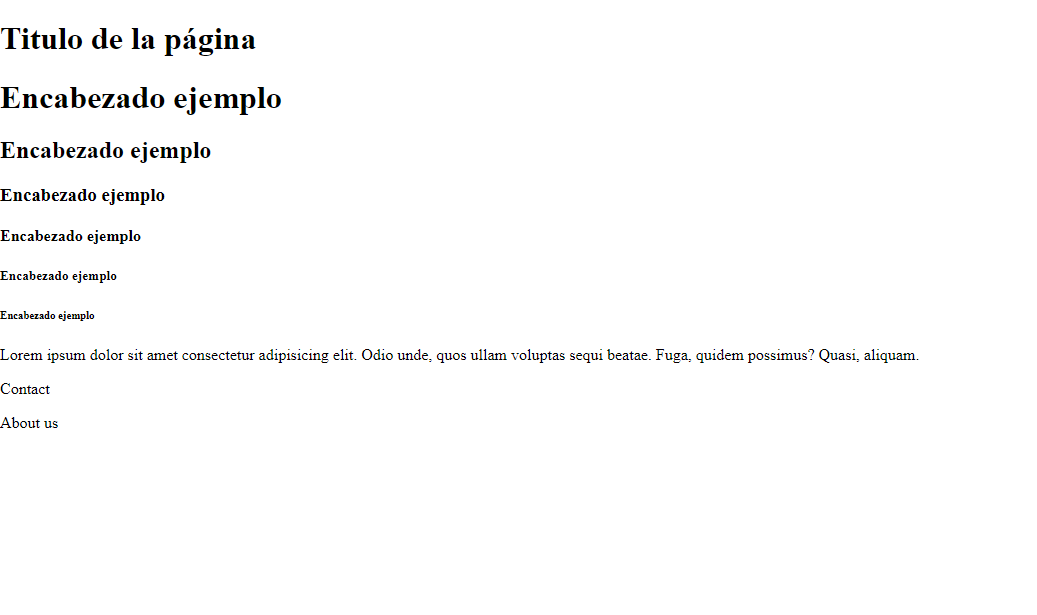 Titulo de la página
Encabezado ejemplo
Encabezado ejemplo
Encabezado ejemplo
Encabezado ejemplo
Encabezado ejemplo
Encabezado ejemplo
Lorem ipsum dolor sit amet consectetur adipisicing elit. Odio unde, quos ullam voluptas sequi beatae. Fuga, quidem possimus? Quasi, aliquam.
Contact
About us